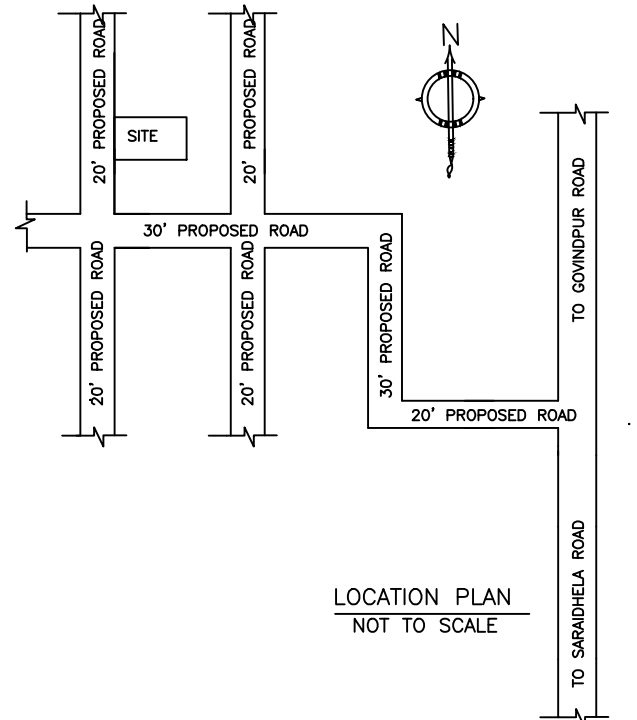 20' PROPOSED ROAD
20' PROPOSED ROAD
N
SITE
TO GOVINDPUR ROAD
30' PROPOSED ROAD
20' PROPOSED ROAD
20' PROPOSED ROAD
30' PROPOSED ROAD
20' PROPOSED ROAD
TO SARAIDHELA ROAD
LOCATION PLAN
NOT TO SCALE